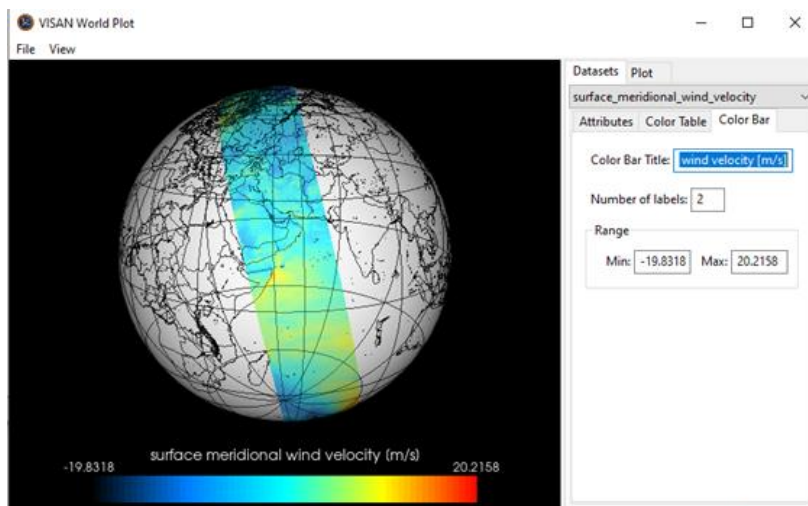 VISAN World Plot
File View
Datasets Plot
surface_meridional_wind_velocity
Attributes Color Table Color Bar
Color Bar Title: wind velocity [m/s]
Number of labels: 2
Range
Min: -19.8318 Max: 20.2158
surface meridional wind velocity [m/s]
-19.8318 20.2158